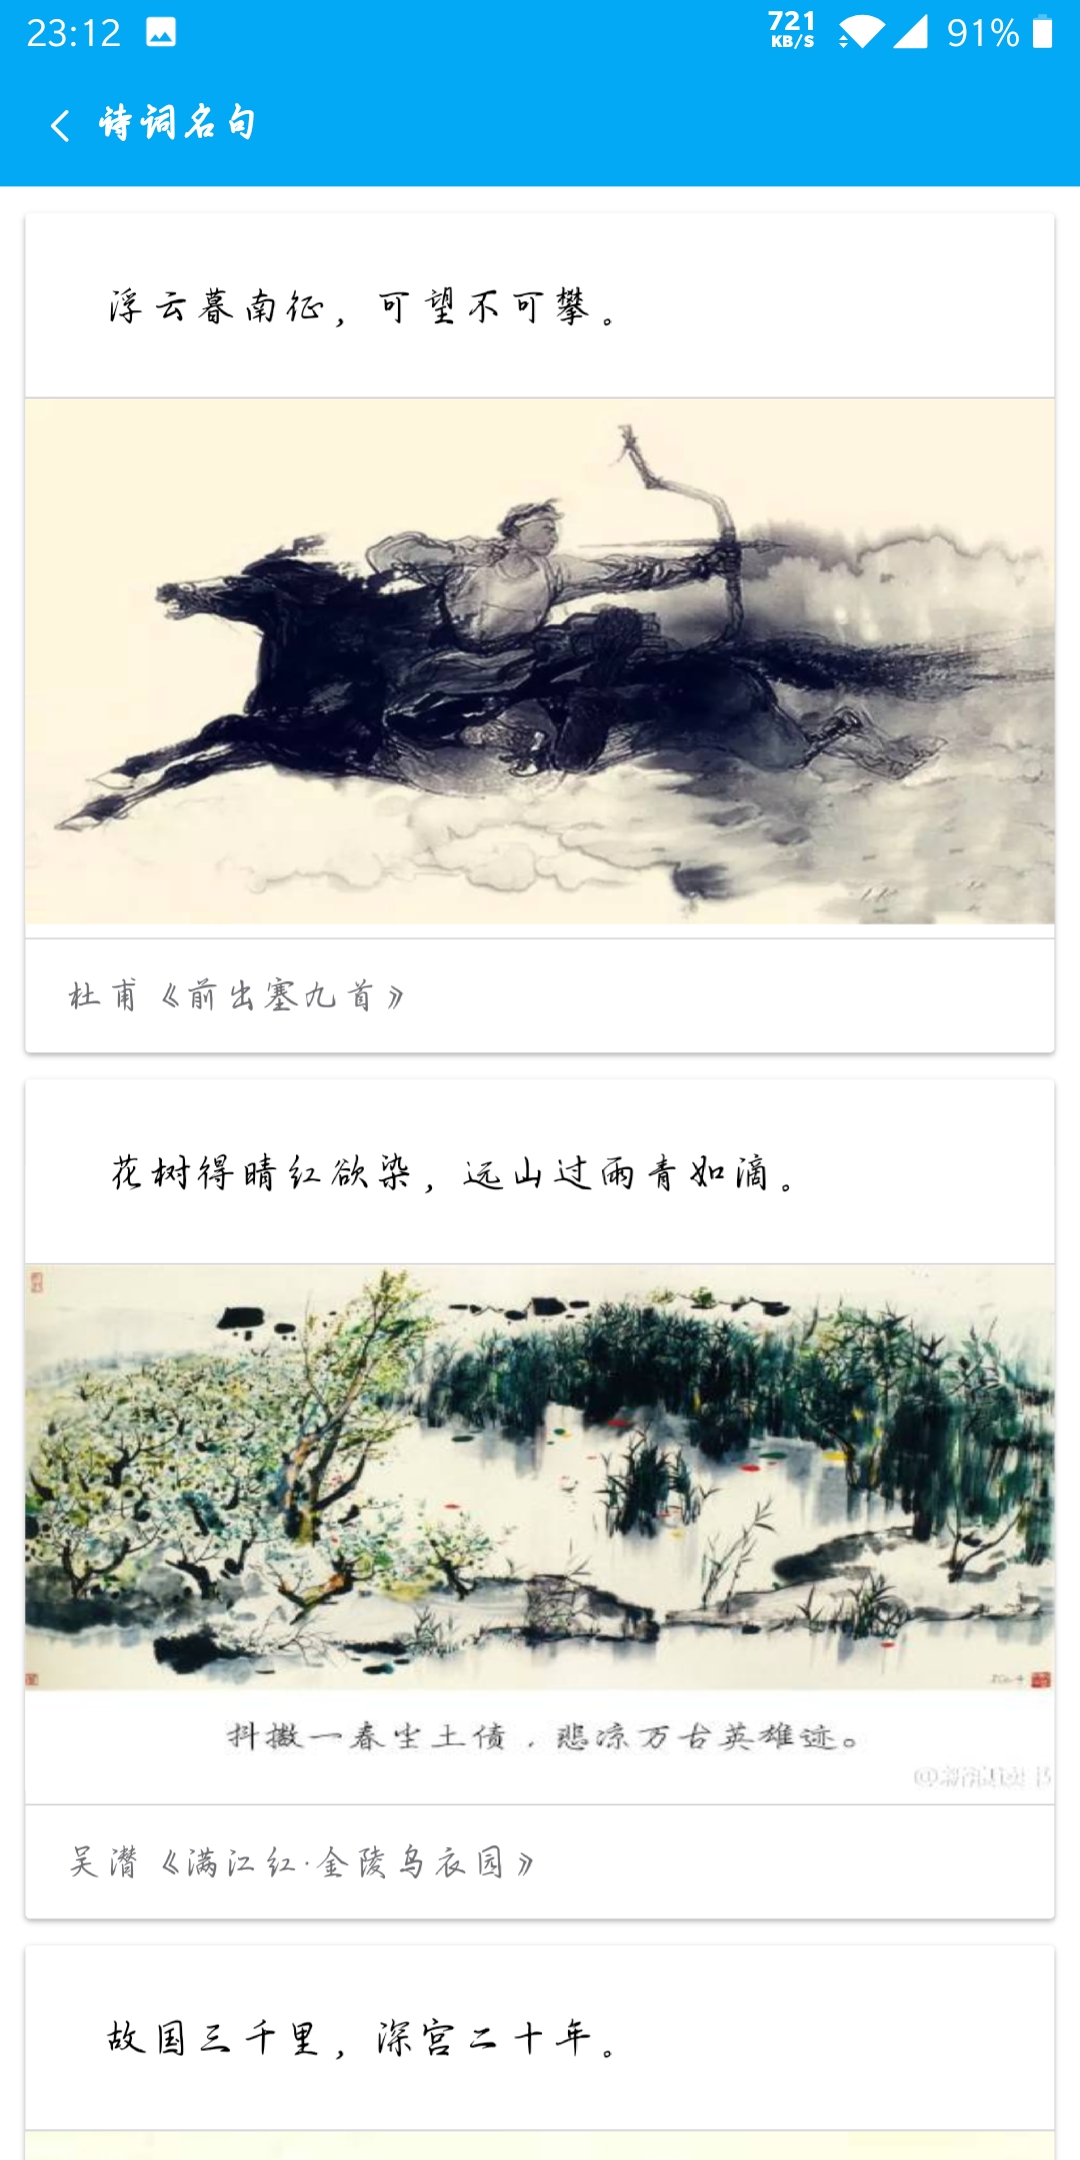 23:12
721
KB/S
91%
诗词名句
浮云暮南征，可望不可攀。
杜甫《前出塞九首》
花树得晴红欲染，远山过雨青如滴。
抖擞一春尘土债，悲凉万古英雄迹。
吴潜《满江红·金陵乌衣园》
故国三千里，深宫二十年。